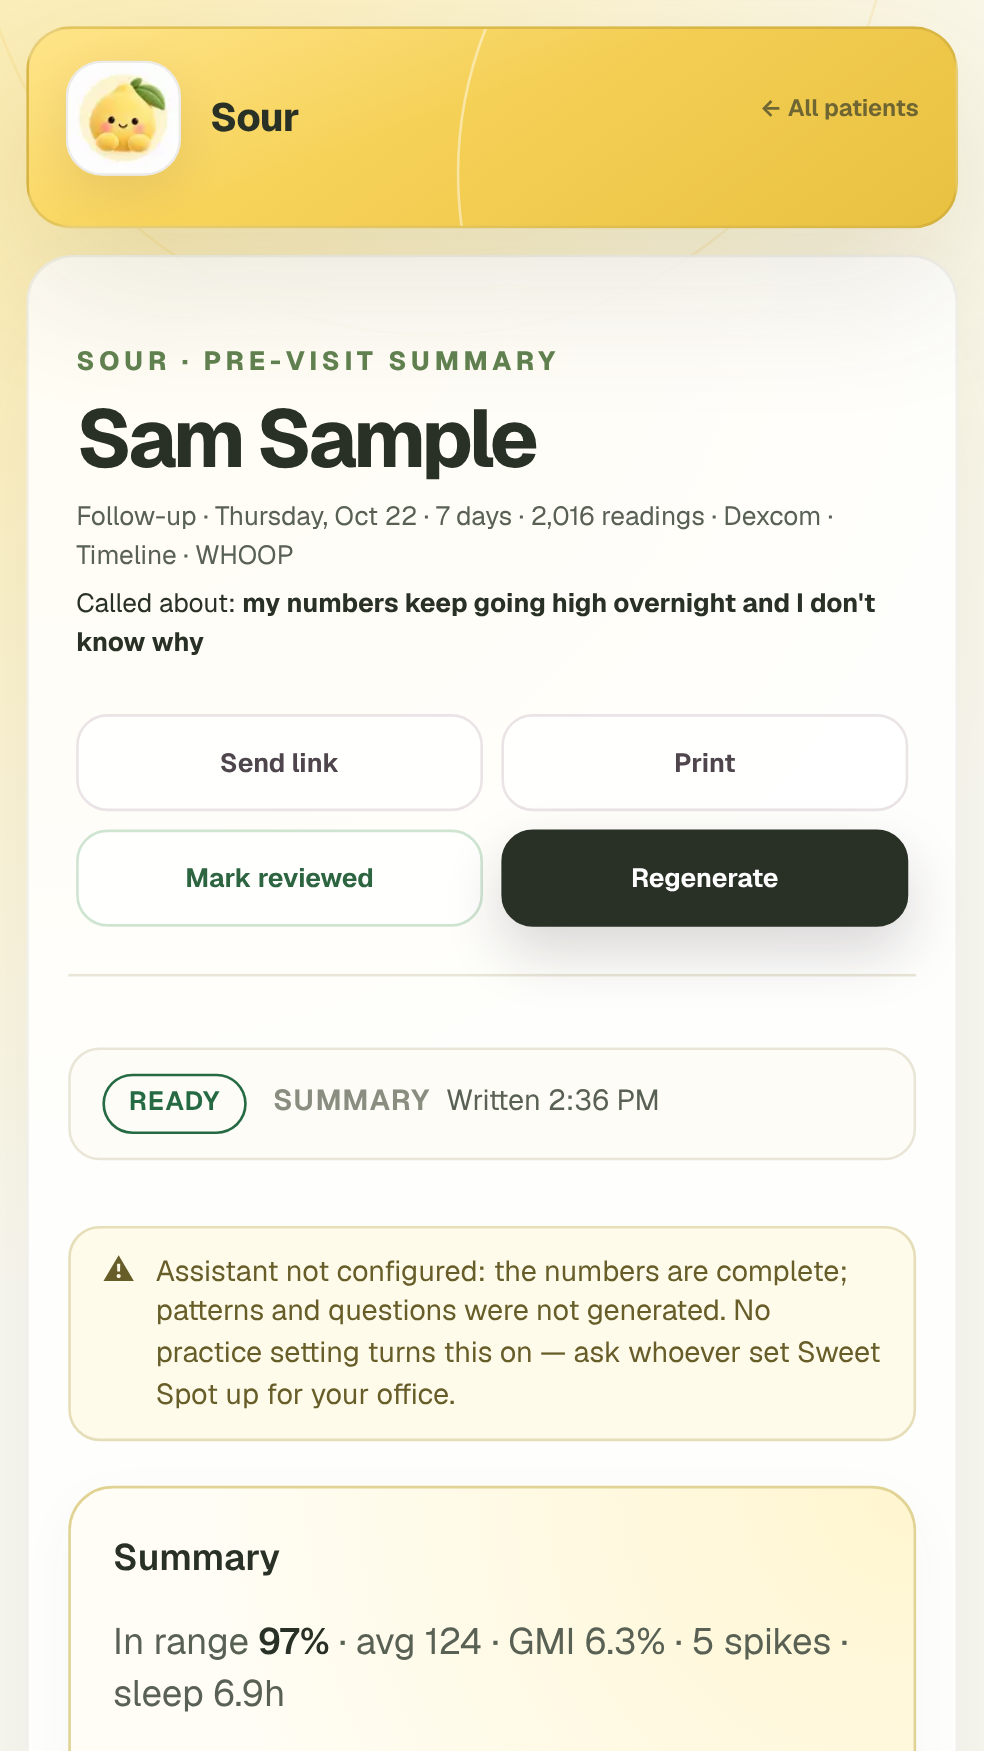 Sour
← All patients
SOUR · PRE-VISIT SUMMARY
Sam Sample
Follow-up · Thursday, Oct 22 · 7 days · 2,016 readings · Dexcom ·
Timeline · WHOOP
Called about: my numbers keep going high overnight and I don't
know why
Send link
Print
Mark reviewed
Regenerate
READY SUMMARY Written 2:36 PM
Assistant not configured: the numbers are complete;
patterns and questions were not generated. No
practice setting turns this on — ask whoever set Sweet
Spot up for your office.
Summary
In range 97% · avg 124 · GMI 6.3% · 5 spikes ·
sleep 6.9h